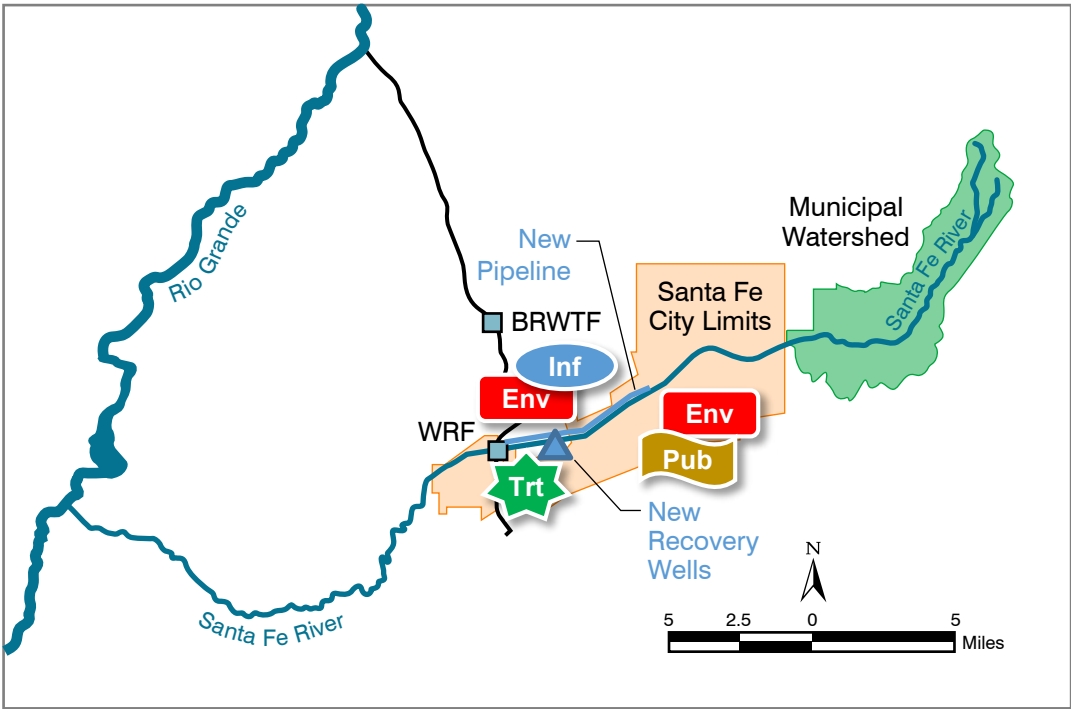 Rio Grande
New
Pipeline
Municipal
Watershed
Santa Fe River
Santa Fe
City Limits
BRWTF
Inf
Env
WRF
Env
Pub
Trt
New
Recovery
Wells
Santa Fe River
N
5 2.5 0 5
Miles